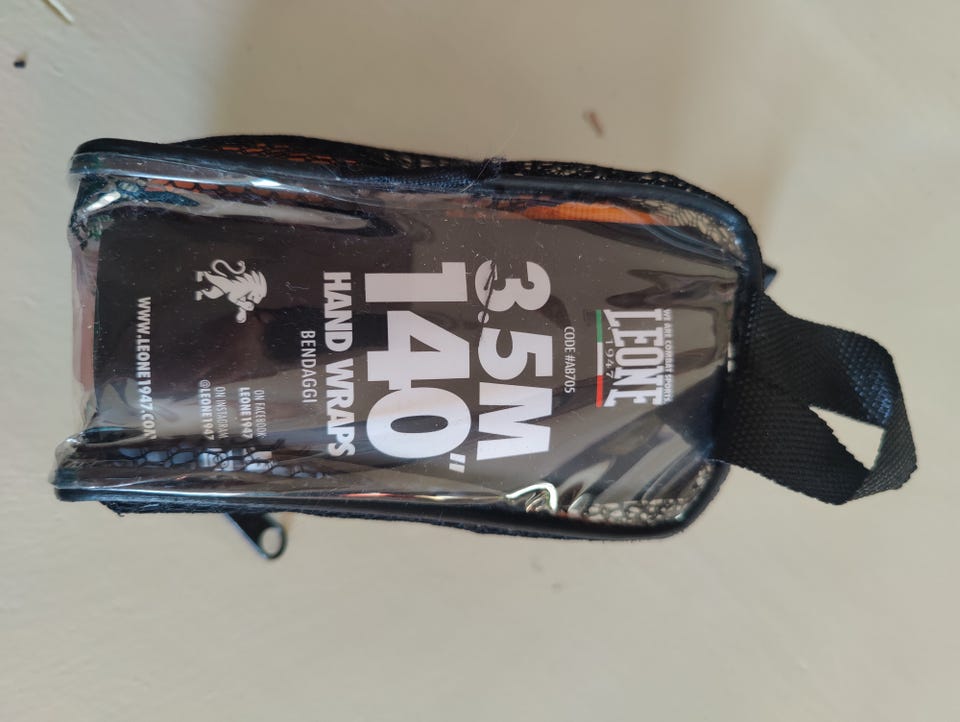 WE ARE COMBAT SPORTS
LEONE
1947
CODE #AB705
3.5M
140"
HAND WRAPS
BENDAGGI
ON FACEBOOK
LEONE1947
ON INSTAGRAM
@LEONE1947
WWW.LEONE1947.COM